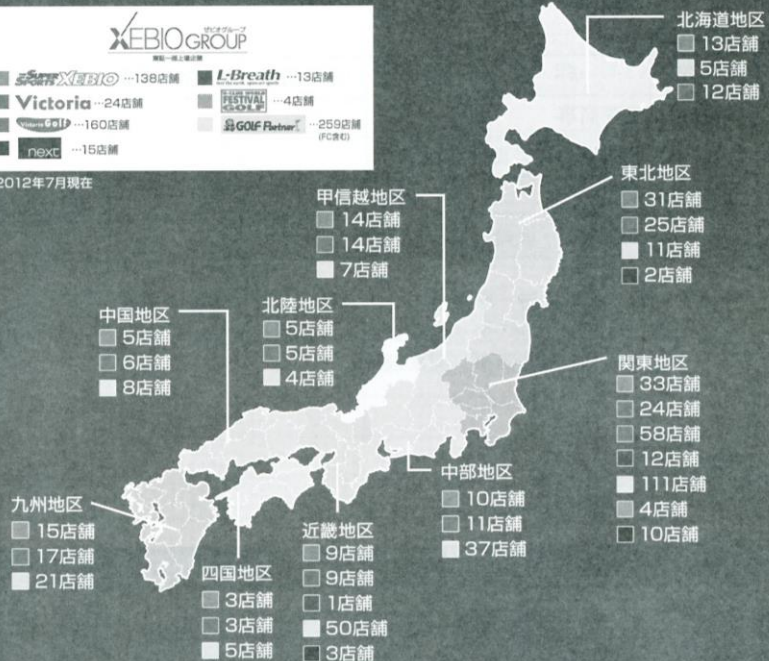 XEBIO GROUP
ゼビオグループ
東証一部上場企業
SUPER SPORTS XEBIO …138店舗
Victoria …24店舗
Victoria Golf …160店舗
next …15店舗
L-Breath …13店舗
FESTIVAL GOLF …4店舗
GOLF Partner …259店舗
(FC含む)
2012年7月現在
北海道地区
13店舗
5店舗
12店舗
東北地区
31店舗
25店舗
11店舗
2店舗
甲信越地区
14店舗
14店舗
7店舗
北陸地区
5店舗
5店舗
4店舗
中国地区
5店舗
6店舗
8店舗
関東地区
33店舗
24店舗
58店舗
12店舗
111店舗
4店舗
10店舗
中部地区
10店舗
11店舗
37店舗
近畿地区
9店舗
9店舗
1店舗
50店舗
3店舗
四国地区
3店舗
3店舗
5店舗
九州地区
15店舗
17店舗
21店舗